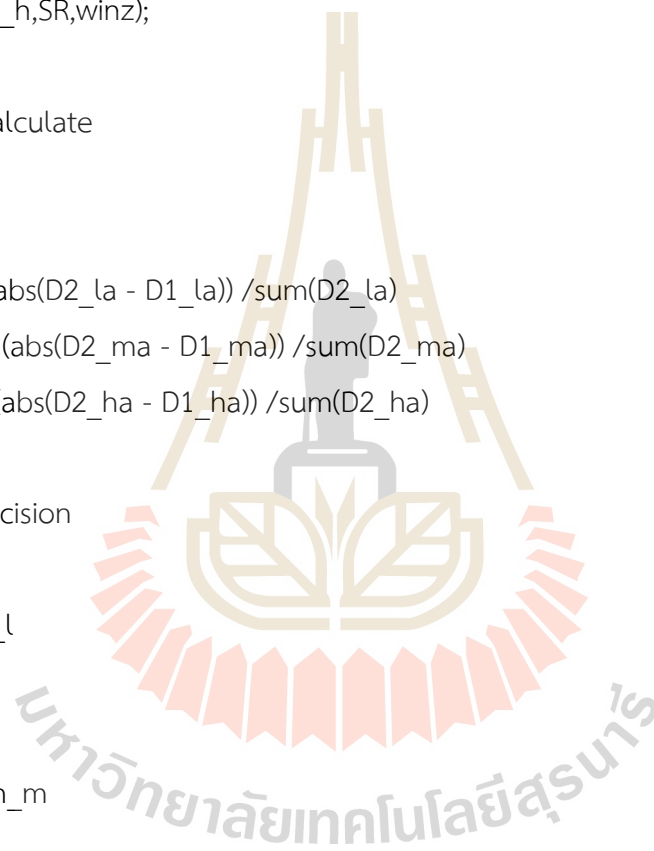 _h,SR,winz);
alculate
abs(D2_la - D1_la)) /sum(D2_la)
(abs(D2_ma - D1_ma)) /sum(D2_ma)
(abs(D2_ha - D1_ha)) /sum(D2_ha)
cision
_l
n_m
มหาวิทยาลัยเทคโนโลยีสุรนารี